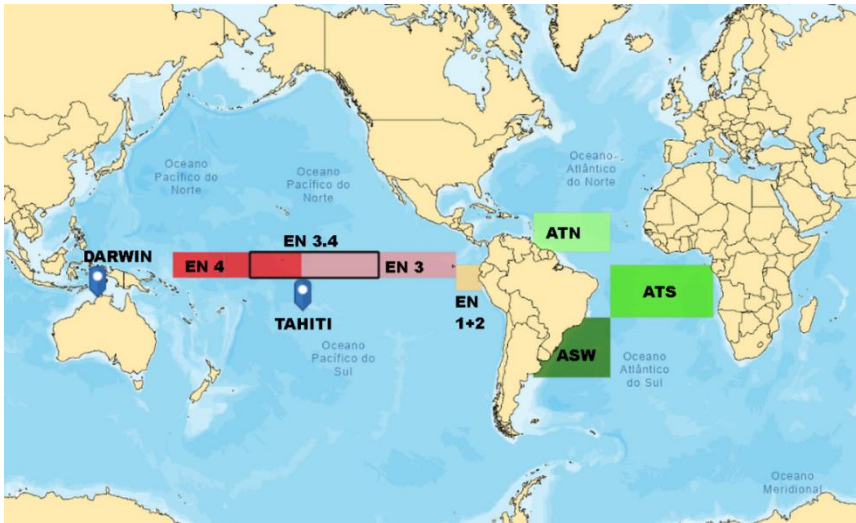 Oceano
Pacífico do
Norte
Oceano
Pacífico do
Norte
Oceano
Atlântico
do Norte
ATN
EN 3.4
DARWIN
EN 4
EN 3
EN
1+2
ATS
TAHITI
Oceano
Pacífico do
Sul
ASW
Oceano
Atlântico
do Sul
Oceano
Meridional